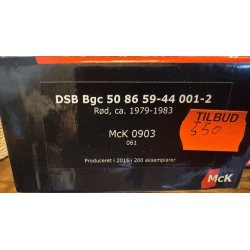 DSB Bgc 50 86 59-44 001-2
Rød, ca. 1979-1983
McK 0903
061
Produceret i 2015 i 200 eksemplarer
TILBUD
550
McK